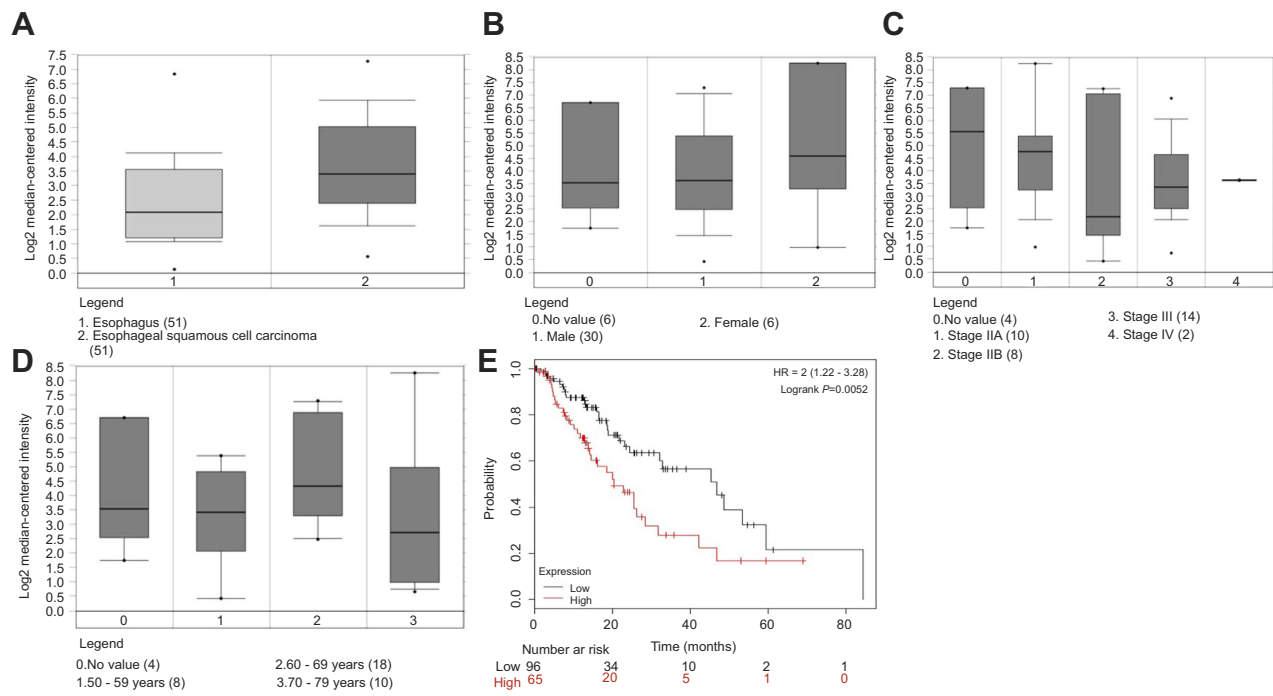 A
Log2 median-centered intensity
7.5
7.0
6.5
6.0
5.5
5.0
4.5
4.0
3.5
3.0
2.5
2.0
1.5
1.0
0.5
0.0
1 2
Legend
1. Esophagus (51)
2. Esophageal squamous cell carcinoma
(51)
B
Log2 median-centered intensity
8.5
8.0
7.5
7.0
6.5
6.0
5.5
5.0
4.5
4.0
3.5
3.0
2.5
2.0
1.5
1.0
0.5
0.0
0 1 2
Legend
0.No value (6)
1. Male (30)
2. Female (6)
C
Log2 median-centered intensity
8.5
8.0
7.5
7.0
6.5
6.0
5.5
5.0
4.5
4.0
3.5
3.0
2.5
2.0
1.5
1.0
0.5
0.0
0 1 2 3 4
Legend
0.No value (4)
1. Stage IIA (10)
2. Stage IIB (8)
3. Stage III (14)
4. Stage IV (2)
D
Log2 median-centered intensity
8.5
8.0
7.5
7.0
6.5
6.0
5.5
5.0
4.5
4.0
3.5
3.0
2.5
2.0
1.5
1.0
0.5
0.0
0 1 2 3
Legend
0.No value (4)
1.50 - 59 years (8)
2.60 - 69 years (18)
3.70 - 79 years (10)
E
HR = 2 (1.22 - 3.28)
Logrank P=0.0052
Probability
1.0
0.8
0.6
0.4
0.2
0.0
Expression
Low
High
0 20 40 60 80
Time (months)
Number ar risk
Low 96 34 10 2 1
High 65 20 5 1 0